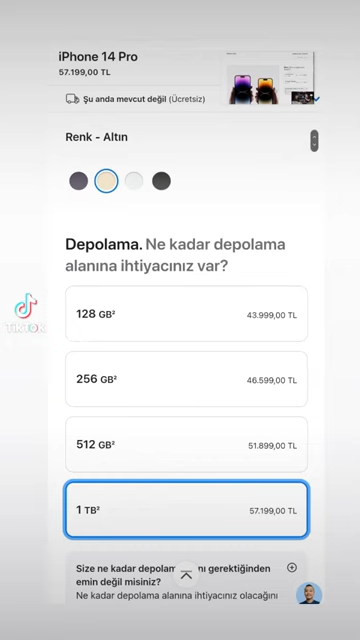 iPhone 14 Pro
57.199,00 TL
Şu anda mevcut değil (Ücretsiz)
Renk - Altın
Depolama. Ne kadar depolama
alanına ihtiyacınız var?
128 GB²
43.999,00 TL
256 GB²
46.599,00 TL
TikTok
512 GB²
51.899,00 TL
1 TB²
57.199,00 TL
Size ne kadar depolam nı gerektiğinden
emin değil misiniz?
Ne kadar depolama alanına ihtiyacınız olacağını